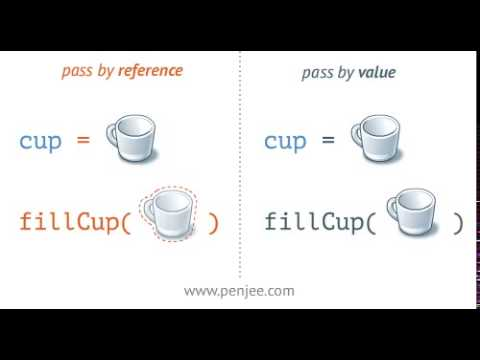 pass by reference
cup =
fillCup( )
pass by value
cup =
fillCup( )
www.penjee.com